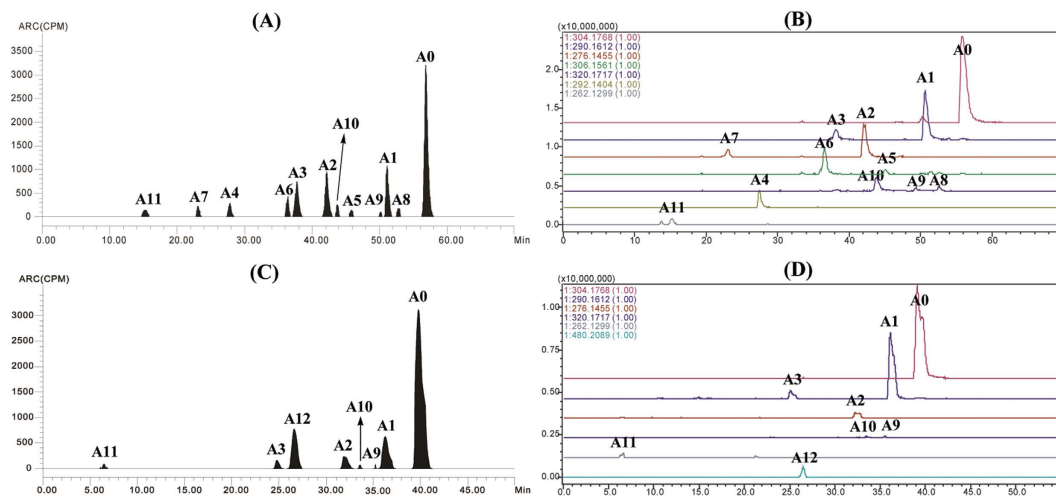 (A)
ARC(CPM)
3500
3000
2500
2000
1500
1000
500
0
A11
A7
A4
A6
A3
A2
A10
A5
A9
A1
A8
A0
0.00 10.00 20.00 30.00 40.00 50.00 60.00 Min
(B)
(x10,000,000)
1:304.1768 (1.00)
1:290.1612 (1.00)
1:276.1455 (1.00)
1:306.1561 (1.00)
1:320.1717 (1.00)
1:292.1404 (1.00)
1:262.1299 (1.00)
2.0
1.5
1.0
0.5
0.0
A0
A1
A3
A2
A7
A6
A5
A10
A9
A8
A4
A11
0 10 20 30 40 50 60
(C)
ARC(CPM)
3000
2500
2000
1500
1000
500
0
A11
A3
A12
A2
A10
A9
A1
A0
0.00 5.00 10.00 15.00 20.00 25.00 30.00 35.00 40.00 45.00 Min
(D)
(x10,000,000)
1:304.1768 (1.00)
1:290.1612 (1.00)
1:276.1455 (1.00)
1:320.1717 (1.00)
1:262.1299 (1.00)
1:480.2089 (1.00)
1.00
0.75
0.50
0.25
0.00
A0
A1
A3
A2
A10
A9
A11
A12
0.0 5.0 10.0 15.0 20.0 25.0 30.0 35.0 40.0 45.0 50.0